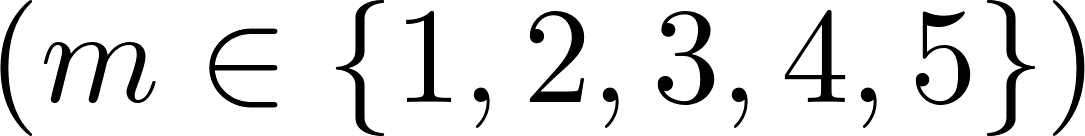 (m ∈ {1, 2, 3, 4, 5})